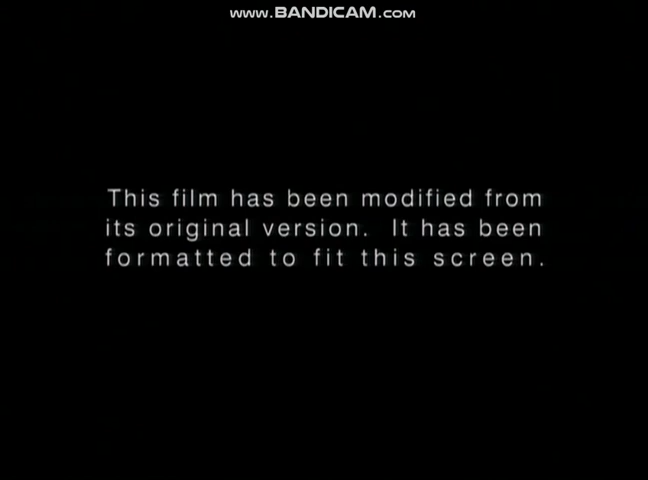 www.BANDICAM.com
This film has been modified from
its original version. It has been
formatted to fit this screen.